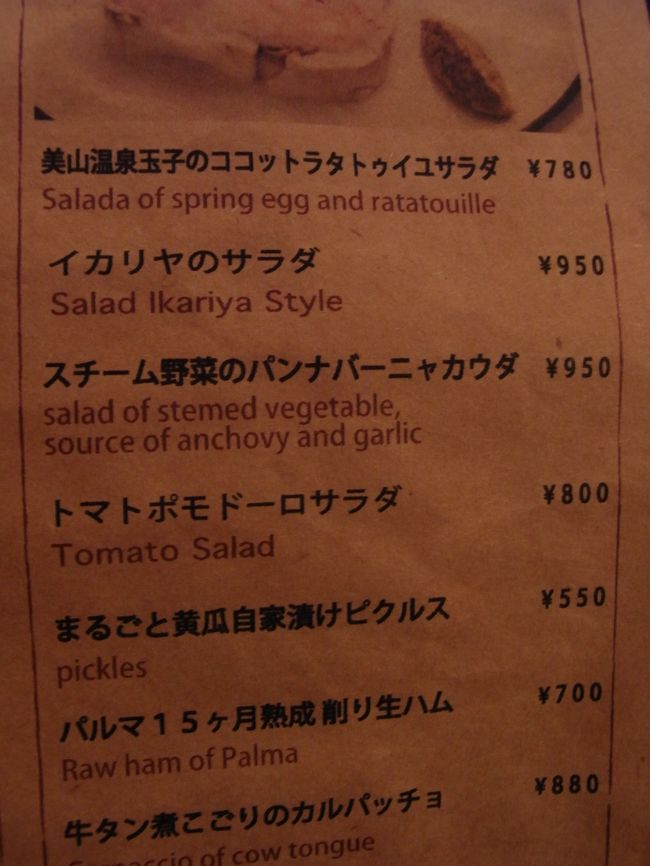 美山温泉玉子のココットラタトゥイユサラダ ¥780
Salada of spring egg and ratatouille
イカリヤのサラダ ¥950
Salad Ikariya Style
スチーム野菜のパンナバーニャカウダ ¥950
salad of stemed vegetable,
source of anchovy and garlic
トマトポモドーロサラダ ¥800
Tomato Salad
まるごと黄瓜自家漬けピクルス ¥550
pickles
パルマ１５ヶ月熟成 削り生ハム ¥700
Raw ham of Palma
牛タン煮こごりのカルパッチョ ¥880
of cow tongue